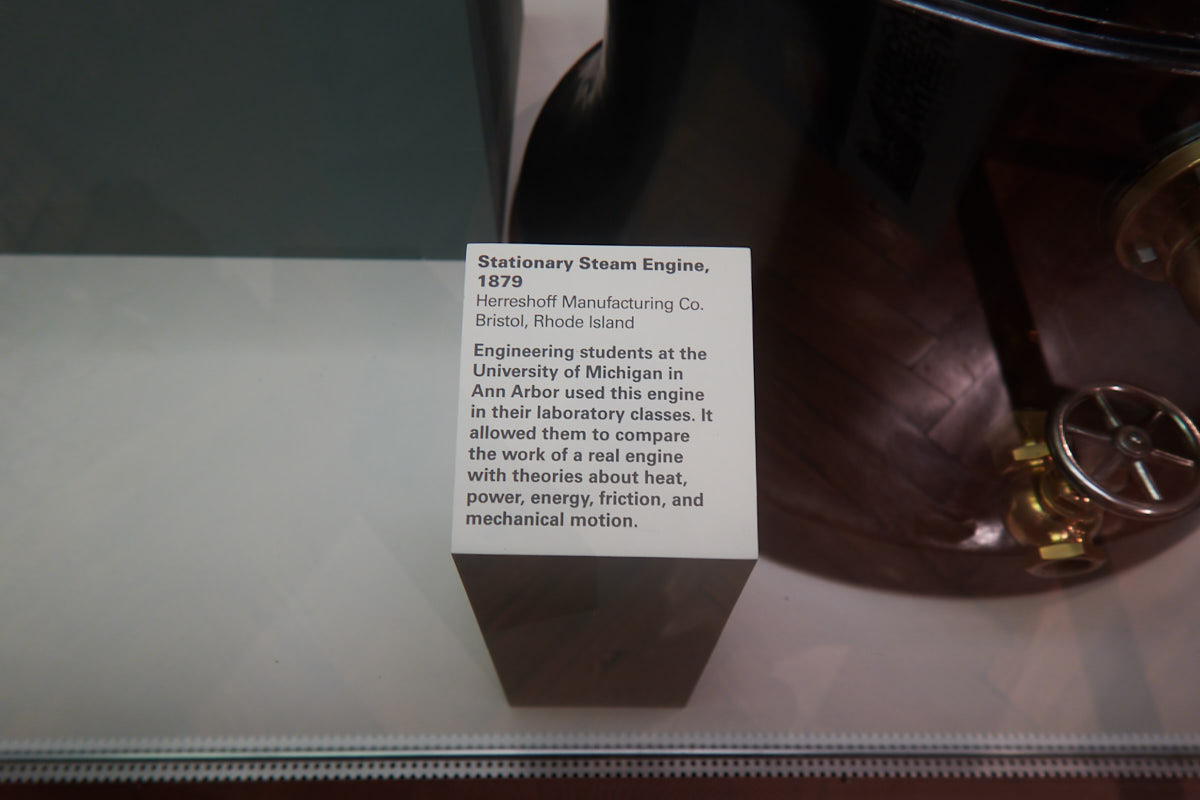 Stationary Steam Engine,
1879
Herreshoff Manufacturing Co.
Bristol, Rhode Island
Engineering students at the
University of Michigan in
Ann Arbor used this engine
in their laboratory classes. It
allowed them to compare
the work of a real engine
with theories about heat,
power, energy, friction, and
mechanical motion.